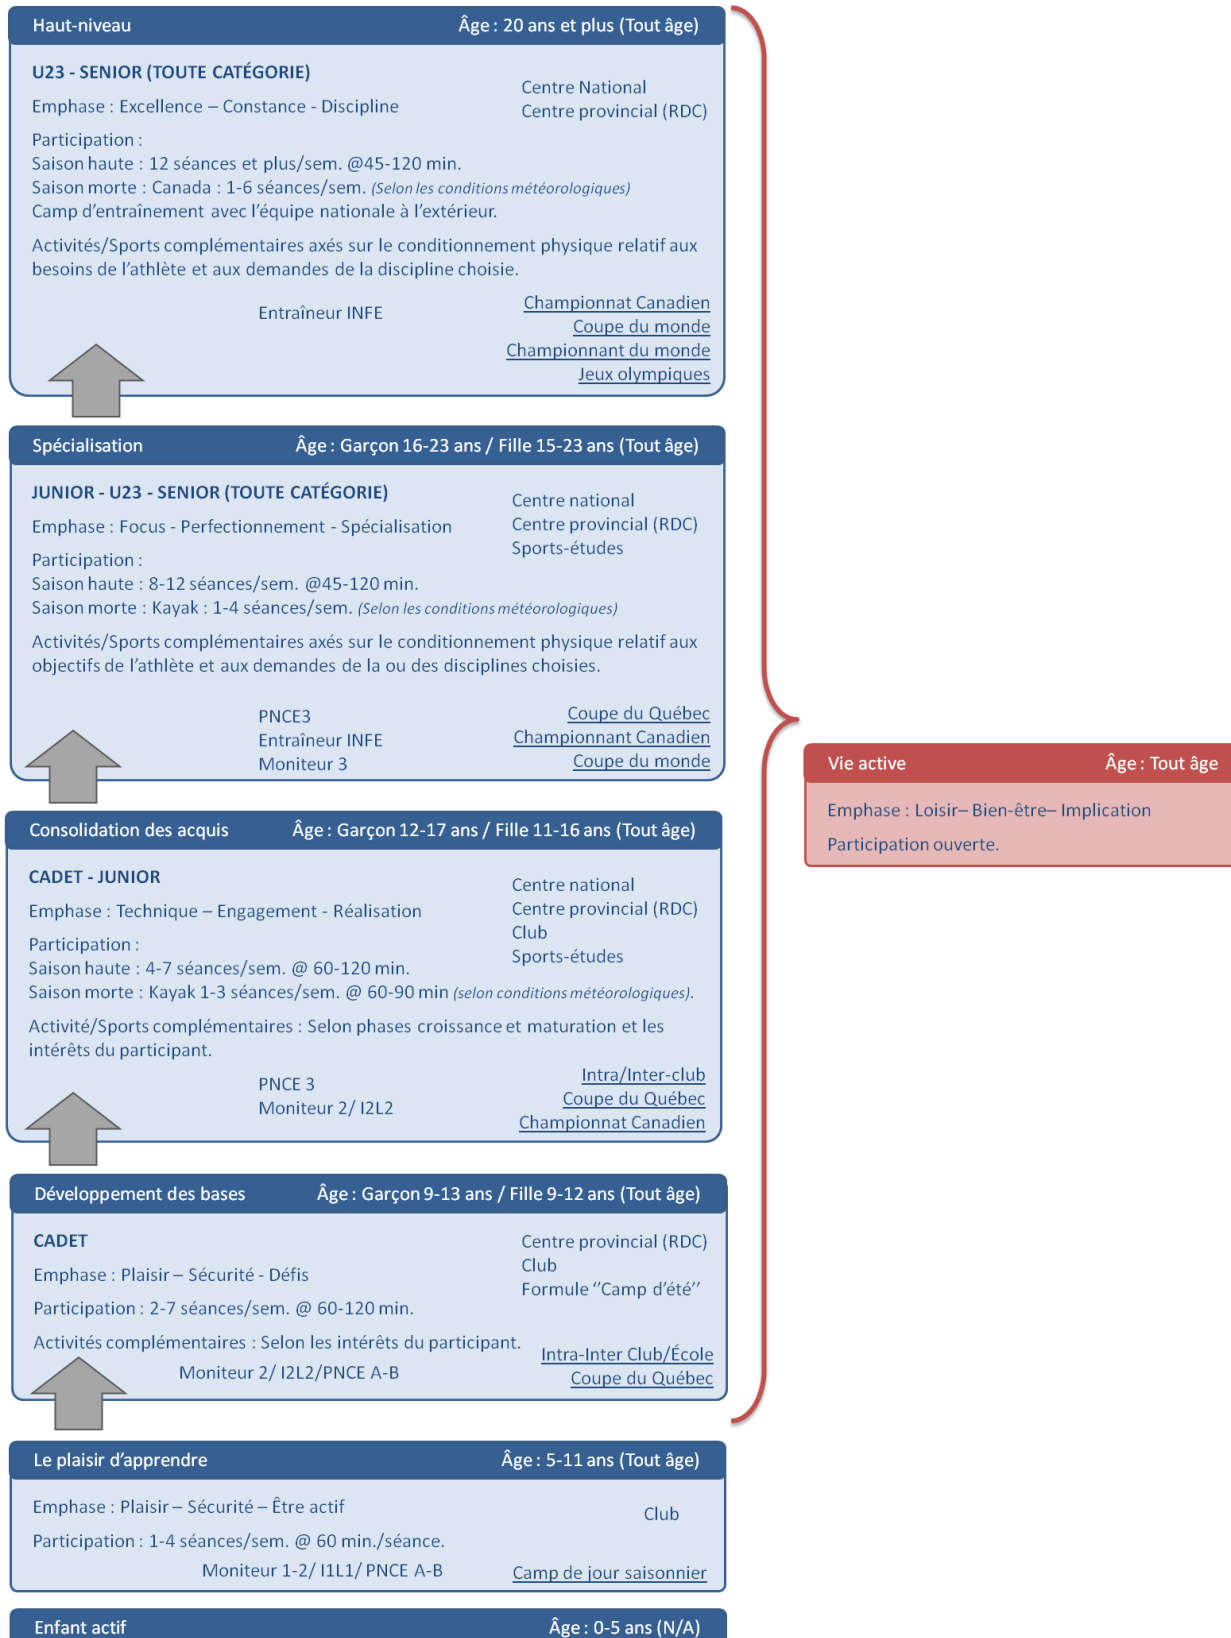 Haut-niveau Âge : 20 ans et plus (Tout âge)
U23 - SENIOR (TOUTE CATÉGORIE)
Centre National
Emphase : Excellence – Constance - Discipline
Centre provincial (RDC)
Participation :
Saison haute : 12 séances et plus/sem. @45-120 min.
Saison morte : Canada : 1-6 séances/sem. (Selon les conditions météorologiques)
Camp d’entraînement avec l’équipe nationale à l’extérieur.
Activités/Sports complémentaires axés sur le conditionnement physique relatif aux
besoins de l’athlète et aux demandes de la discipline choisie.
Entraîneur INFE
Championnat Canadien
Coupe du monde
Championnant du monde
Jeux olympiques
Spécialisation Âge : Garçon 16-23 ans / Fille 15-23 ans (Tout âge)
JUNIOR - U23 - SENIOR (TOUTE CATÉGORIE)
Centre national
Emphase : Focus - Perfectionnement - Spécialisation
Centre provincial (RDC)
Sports-études
Participation :
Saison haute : 8-12 séances/sem. @45-120 min.
Saison morte : Kayak : 1-4 séances/sem. (Selon les conditions météorologiques)
Activités/Sports complémentaires axés sur le conditionnement physique relatif aux
objectifs de l’athlète et aux demandes de la ou des disciplines choisies.
PNCE3
Entraîneur INFE
Moniteur 3
Coupe du Québec
Championnant Canadien
Coupe du monde
Vie active Âge : Tout âge
Emphase : Loisir– Bien-être– Implication
Participation ouverte.
Consolidation des acquis Âge : Garçon 12-17 ans / Fille 11-16 ans (Tout âge)
CADET - JUNIOR
Centre national
Emphase : Technique – Engagement - Réalisation
Centre provincial (RDC)
Club
Sports-études
Participation :
Saison haute : 4-7 séances/sem. @ 60-120 min.
Saison morte : Kayak 1-3 séances/sem. @ 60-90 min (selon conditions météorologiques).
Activité/Sports complémentaires : Selon phases croissance et maturation et les
intérêts du participant.
PNCE 3
Moniteur 2/ I2L2
Intra/Inter-club
Coupe du Québec
Championnat Canadien
Développement des bases Âge : Garçon 9-13 ans / Fille 9-12 ans (Tout âge)
CADET
Centre provincial (RDC)
Club
Formule ‘’Camp d’été’’
Emphase : Plaisir – Sécurité - Défis
Participation : 2-7 séances/sem. @ 60-120 min.
Activités complémentaires : Selon les intérêts du participant.
Moniteur 2/ I2L2/PNCE A-B
Intra-Inter Club/École
Coupe du Québec
Le plaisir d’apprendre Âge : 5-11 ans (Tout âge)
Emphase : Plaisir – Sécurité – Être actif
Club
Participation : 1-4 séances/sem. @ 60 min./séance.
Moniteur 1-2/ I1L1/ PNCE A-B
Camp de jour saisonnier
Enfant actif Âge : 0-5 ans (N/A)